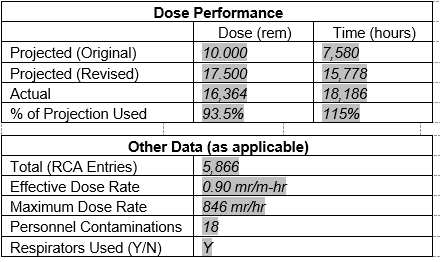 Dose Performance
Dose (rem) Time (hours)
Projected (Original) 10.000 7,580
Projected (Revised) 17.500 15,778
Actual 16,364 18,186
% of Projection Used 93.5% 115%
Other Data (as applicable)
Total (RCA Entries) 5,866
Effective Dose Rate 0.90 mr/m-hr
Maximum Dose Rate 846 mr/hr
Personnel Contaminations 18
Respirators Used (Y/N) Y